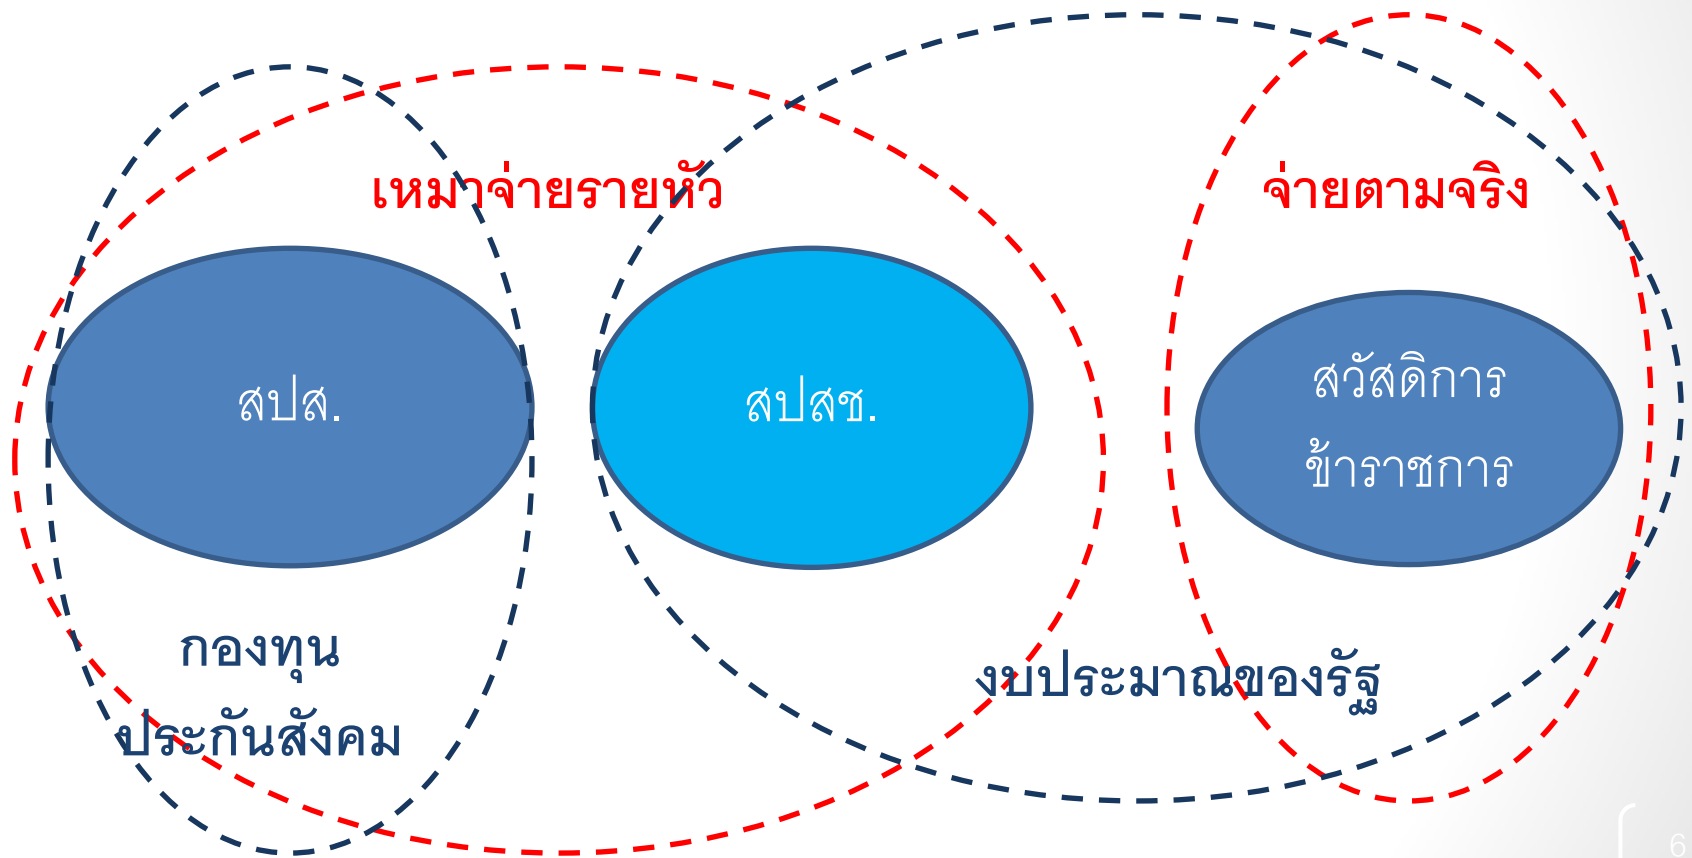 เหมาจ่ายรายหัว
จ่ายตามจริง
สปส.
สปสช.
สวัสดิการ
ข้าราชการ
กองทุน
ประกันสังคม
งบประมาณของรัฐ
6